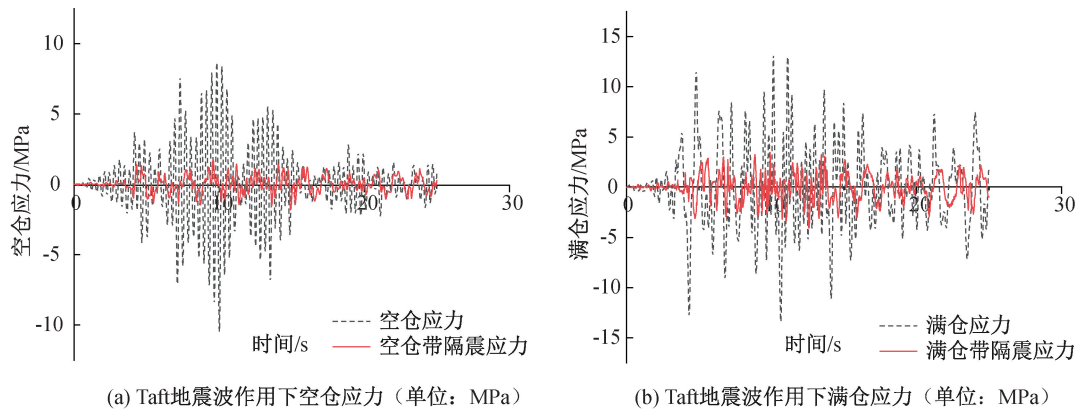 10
5
0
-5
-10
0
10
20
30
空仓应力/MPa
时间/s
空仓应力
空仓带隔震应力
(a) Taft地震波作用下空仓应力（单位：MPa）
15
10
5
0
-5
-10
-15
0
10
20
30
满仓应力/MPa
时间/s
满仓应力
满仓带隔震应力
(b) Taft地震波作用下满仓应力（单位：MPa）